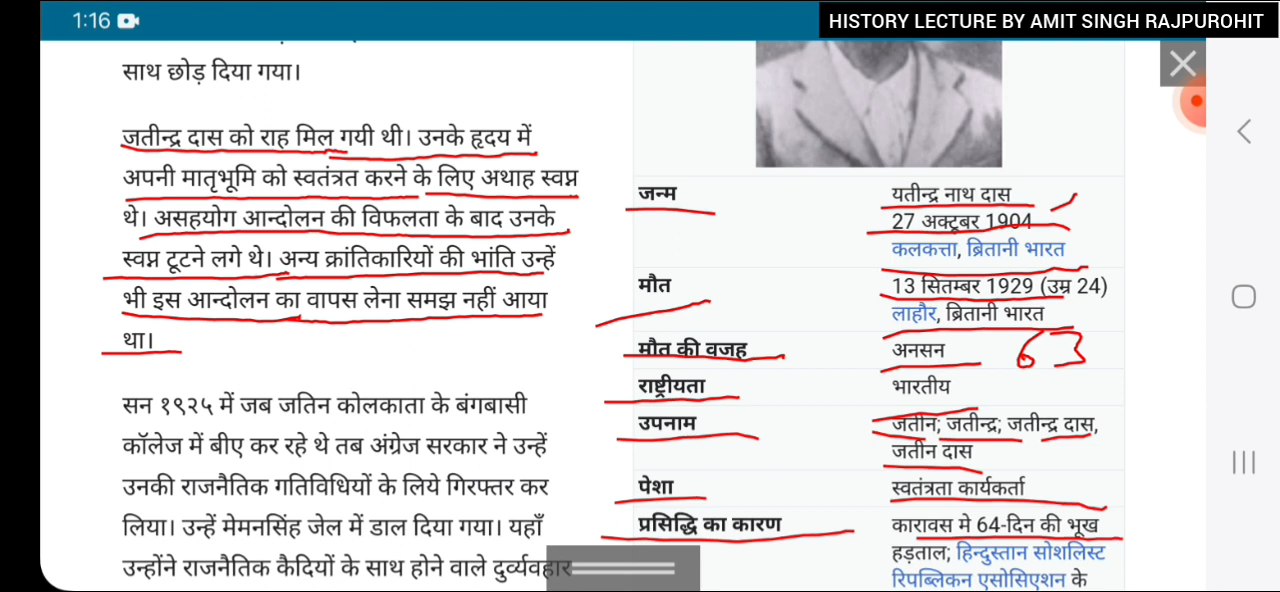 1:16
HISTORY LECTURE BY AMIT SINGH RAJPUROHIT
साथ छोड़ दिया गया।
जतीन्द्र दास को राह मिल गयी थी। उनके हृदय में
अपनी मातृभूमि को स्वतंत्रत करने के लिए अथाह स्वप्न
थे। असहयोग आन्दोलन की विफलता के बाद उनके
स्वप्न टूटने लगे थे। अन्य क्रांतिकारियों की भांति उन्हें
भी इस आन्दोलन का वापस लेना समझ नहीं आया
था।
सन १९२५ में जब जतिन कोलकाता के बंगबासी
कॉलेज में बीए कर रहे थे तब अंग्रेज सरकार ने उन्हें
उनकी राजनैतिक गतिविधियों के लिये गिरफ्तार कर
लिया। उन्हें मेमनसिंह जेल में डाल दिया गया। यहाँ
उन्होंने राजनैतिक कैदियों के साथ होने वाले दुर्व्यवहार
जन्म यतीन्द्र नाथ दास
27 अक्टूबर 1904
कलकत्ता, ब्रितानी भारत
मौत 13 सितम्बर 1929 (उम्र 24)
लाहौर, ब्रितानी भारत
मौत की वजह अनसन 63
राष्ट्रीयता भारतीय
उपनाम जतीन; जतीन्द्र; जतीन्द्र दास,
जतीन दास
पेशा स्वतंत्रता कार्यकर्ता
प्रसिद्धि का कारण कारावस मे 64-दिन की भूख
हड़ताल; हिन्दुस्तान सोशलिस्ट
रिपब्लिकन एसोसिएशन के